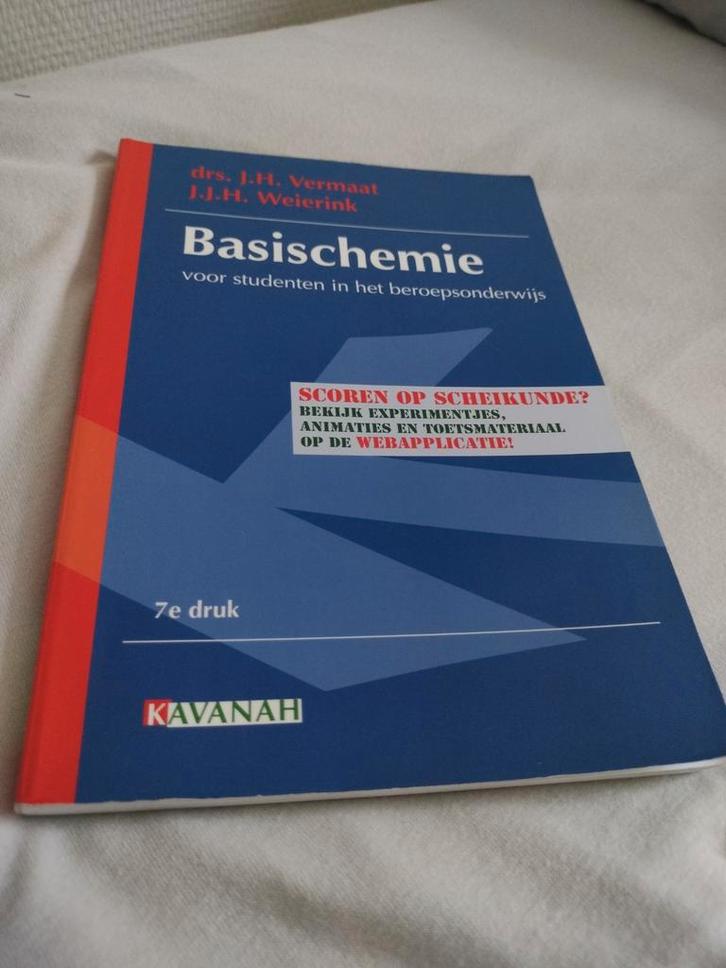 drs. J.H. Vermaat
J.J.H. Weierink
Basischemie
voor studenten in het beroepsonderwijs
SCOREN OP SCHEIKUNDE?
BEKIJK EXPERIMENTJES,
ANIMATIES EN TOETSMATERIAAL
OP DE WEBAPPLICATIE!
7e druk
KAVANAH